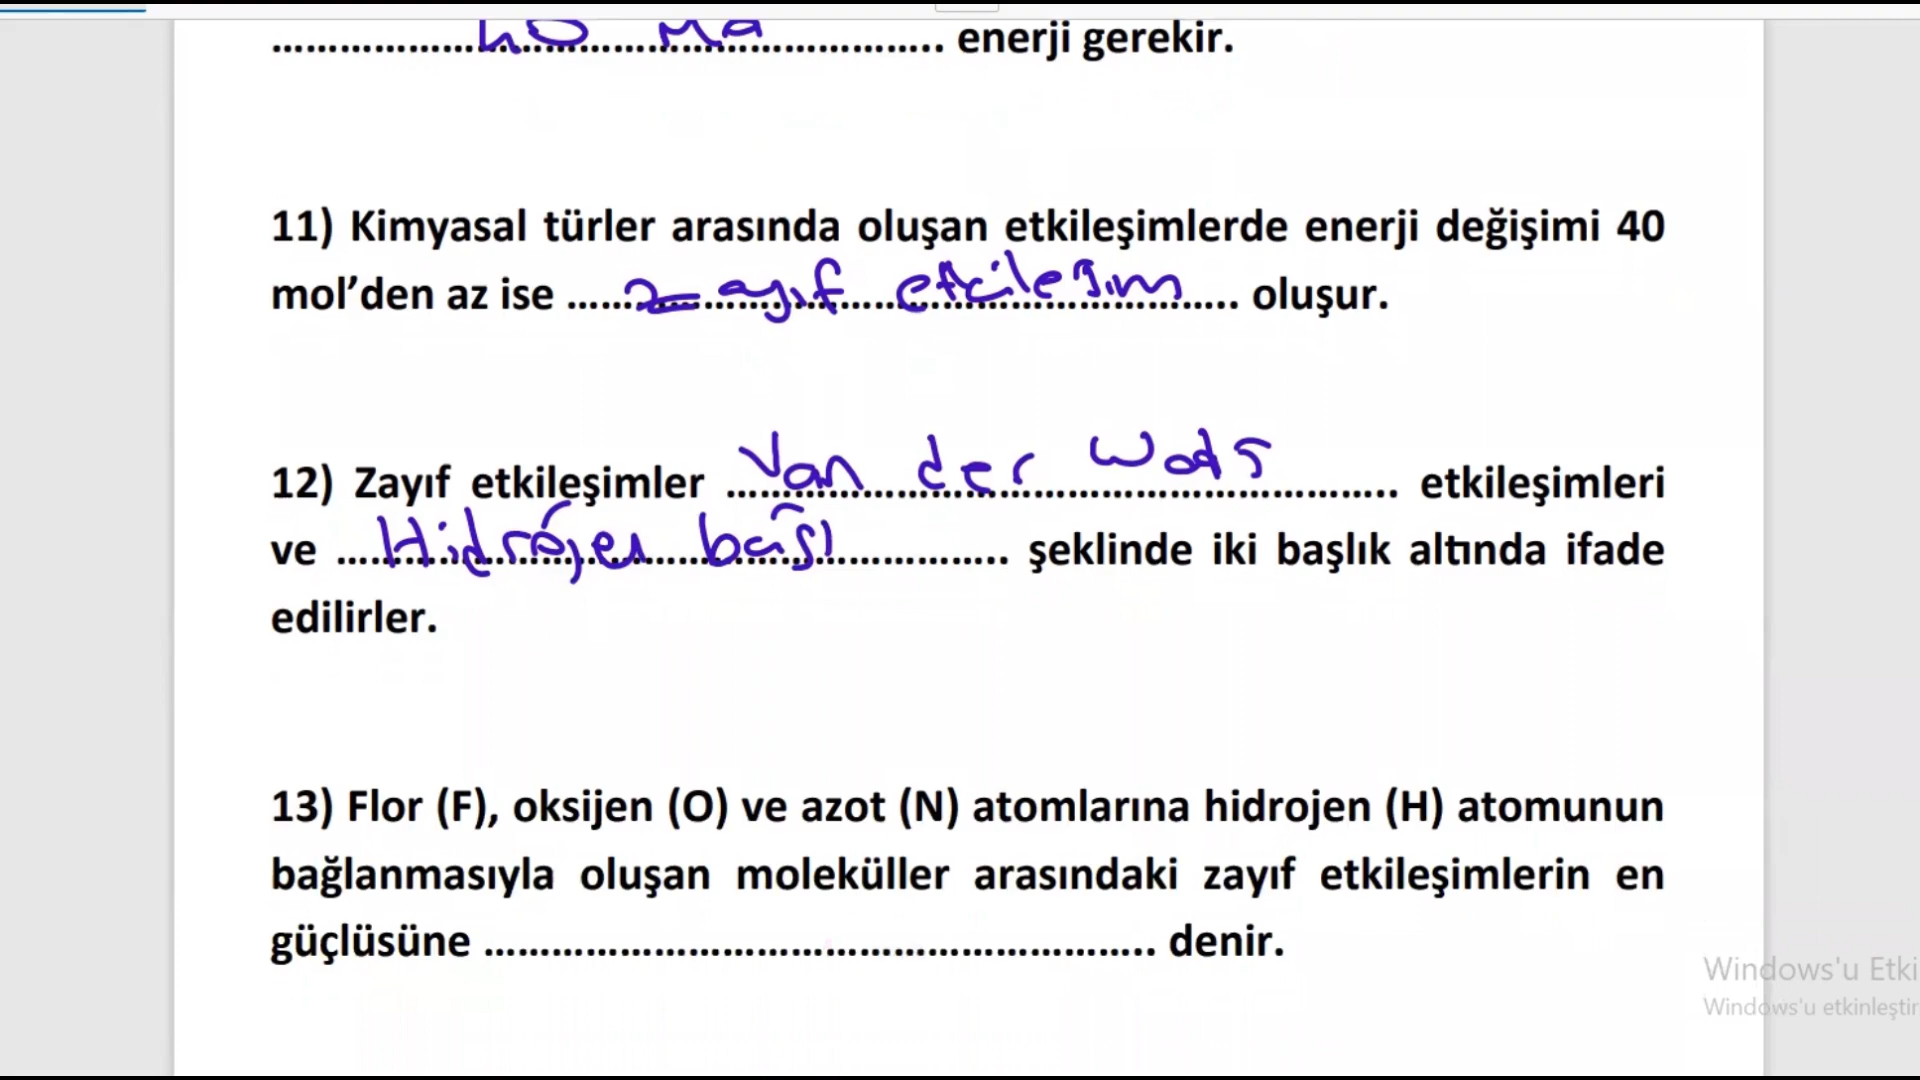 ........................................ enerji gerekir.
11) Kimyasal türler arasında oluşan etkileşimlerde enerji değişimi 40
mol’den az ise ...... Zayıf etkileşim ...... oluşur.
12) Zayıf etkileşimler Van der Wals etkileşimleri
ve Hidrojen bağı şeklinde iki başlık altında ifade
edilirler.
13) Flor (F), oksijen (O) ve azot (N) atomlarına hidrojen (H) atomunun
bağlanmasıyla oluşan moleküller arasındaki zayıf etkileşimlerin en
güçlüsüne ........................................ denir.
Windows'u Etki
Windows'u etkinleştir